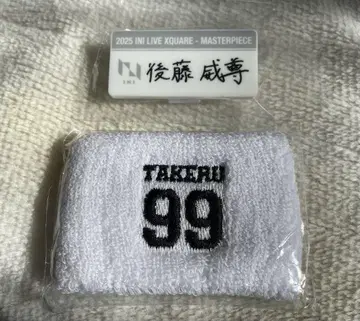 2025 INI LIVE XQUARE - MASTERPIECE
INI
後藤威尊
TAKERU
99